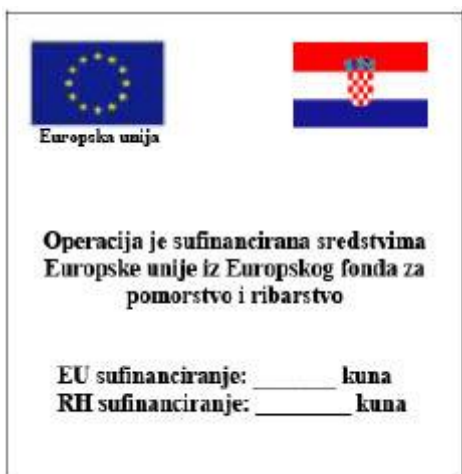 Europska unija
Operacija je sufinancirana sredstvima
Europske unije iz Europskog fonda za
pomorstvo i ribarstvo
EU sufinanciranje: _______ kuna
RH sufinanciranje: _________ kuna